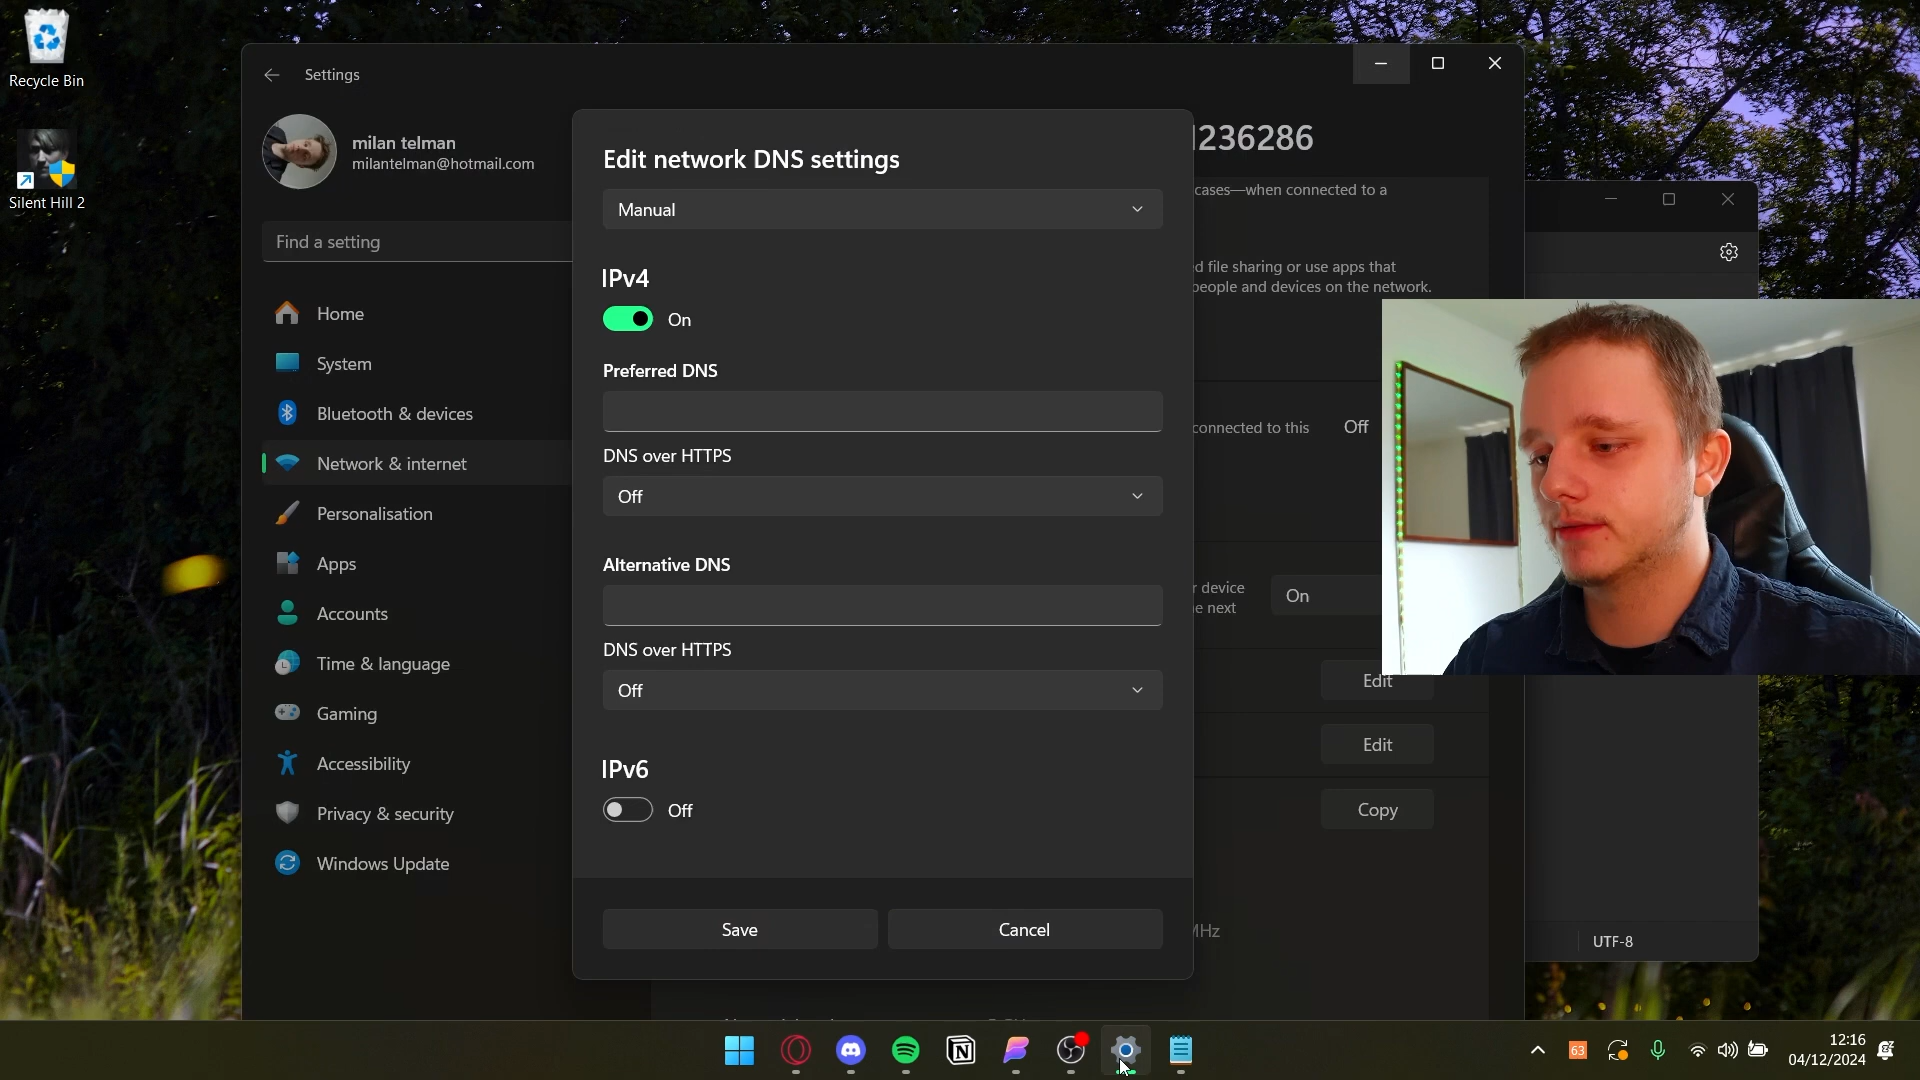 Recycle Bin
Silent Hill 2
Settings
milan telman
milantelman@hotmail.com
Find a setting
Home
System
Bluetooth & devices
Network & internet
Personalisation
Apps
Accounts
Time & language
Gaming
Accessibility
Privacy & security
Windows Update
Edit network DNS settings
Manual
IPv4
On
Preferred DNS
DNS over HTTPS
Off
Alternative DNS
DNS over HTTPS
Off
IPv6
Off
Save
Cancel
236286
cases—when connected to a
file sharing or use apps that
people and devices on the network.
connected to this
Off
device
next
On
Edit
Edit
Copy
MHz
UTF-8
63
12:16
04/12/2024